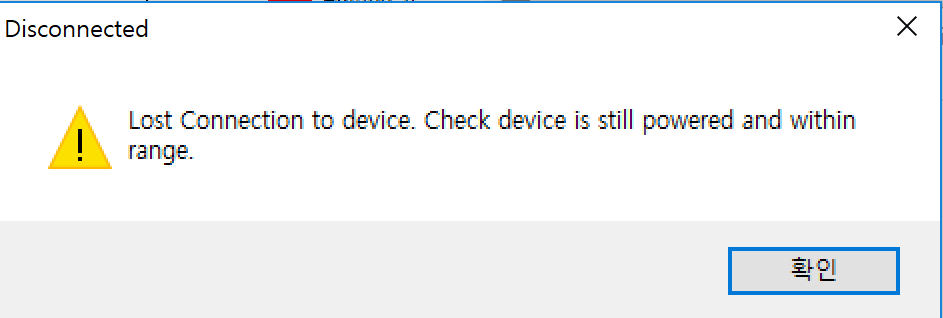 Disconnected
Lost Connection to device. Check device is still powered and within
range.
확인